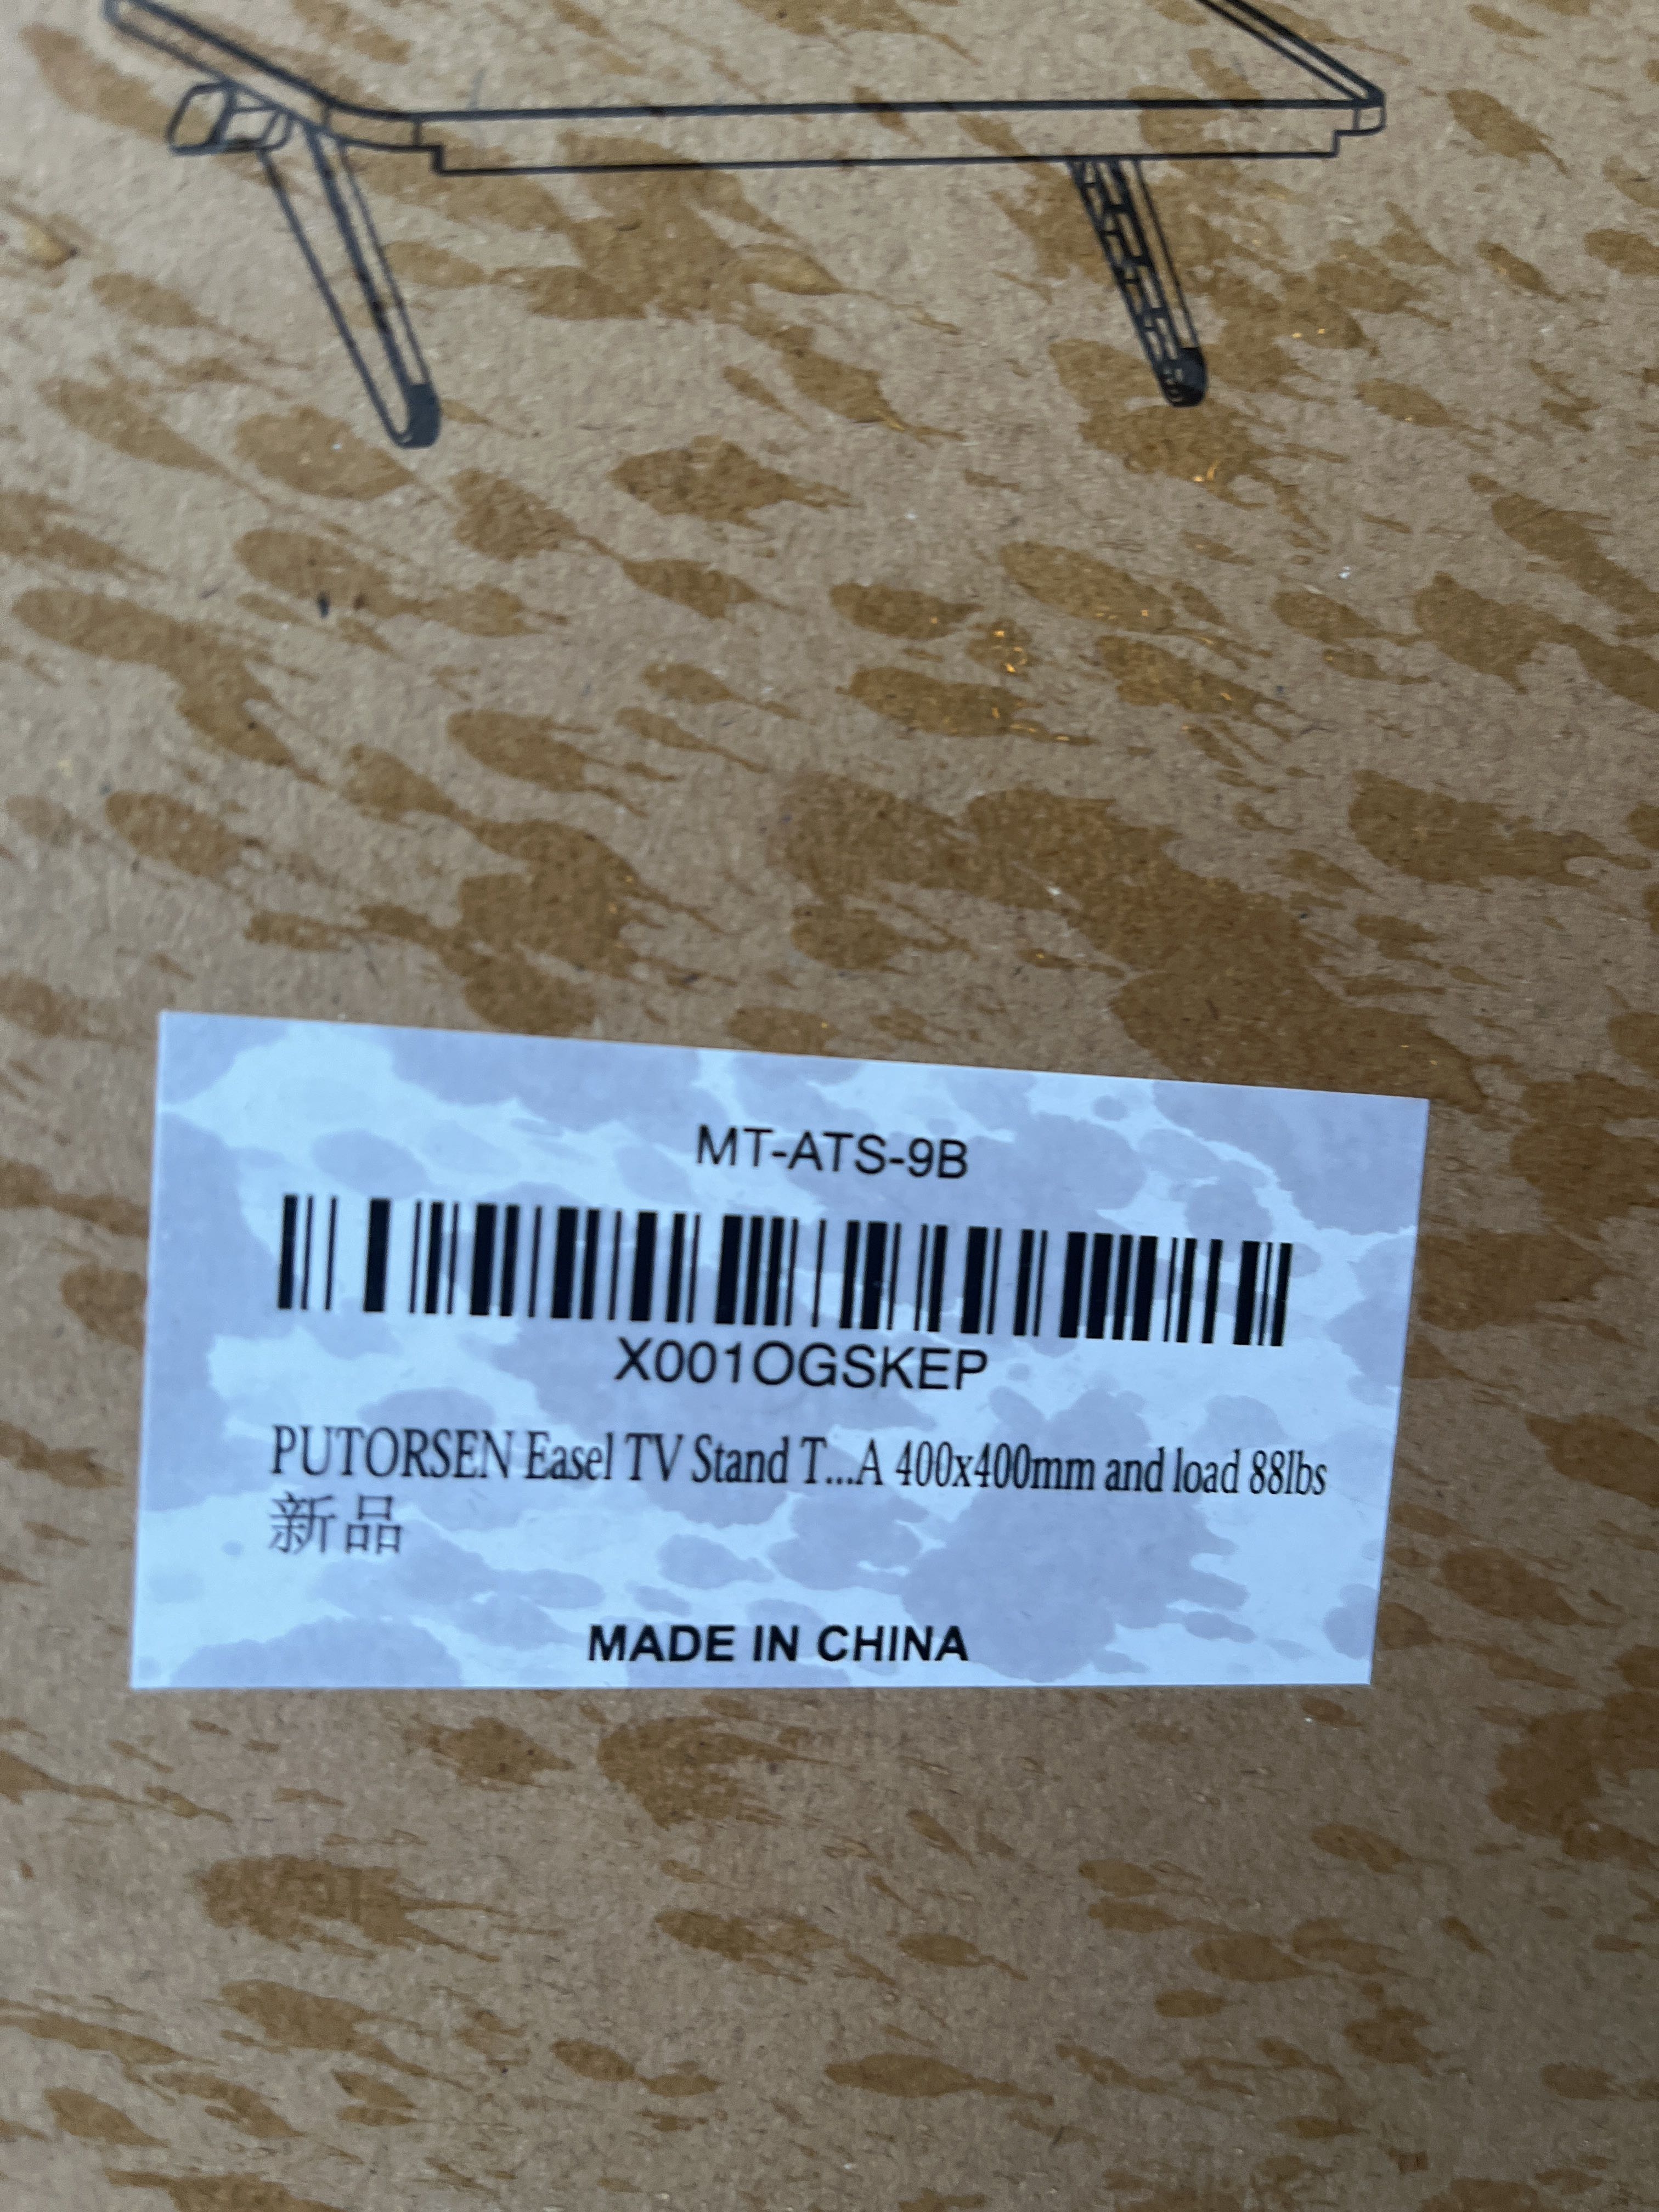 MT-ATS-9B
X001OGSKEP
PUTORSEN Easel TV Stand T...A 400x400mm and load 88lbs
新品
MADE IN CHINA